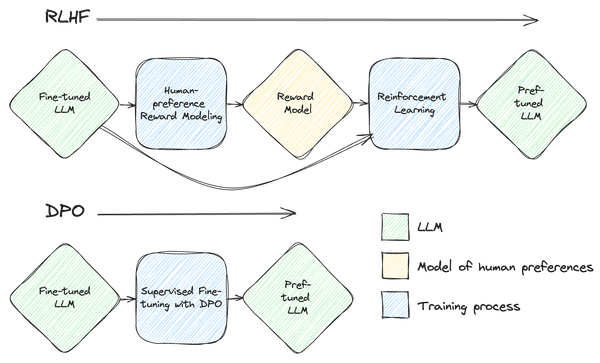 RLHF
Fine-tuned
LLM
Human-
preference
Reward Modeling
Reward
Model
Reinforcement
Learning
Pref-
tuned
LLM
DPO
Fine-tuned
LLM
Supervised Fine-
tuning with DPO
Pref-
tuned
LLM
LLM
Model of human preferences
Training process